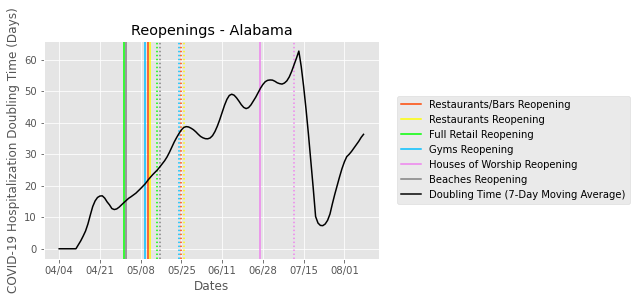 Reopenings - Alabama
COVID-19 Hospitalization Doubling Time (Days)
60
50
40
30
20
10
0
04/04 04/21 05/08 05/25 06/11 06/28 07/15 08/01
Dates
Restaurants/Bars Reopening
Restaurants Reopening
Full Retail Reopening
Gyms Reopening
Houses of Worship Reopening
Beaches Reopening
Doubling Time (7-Day Moving Average)